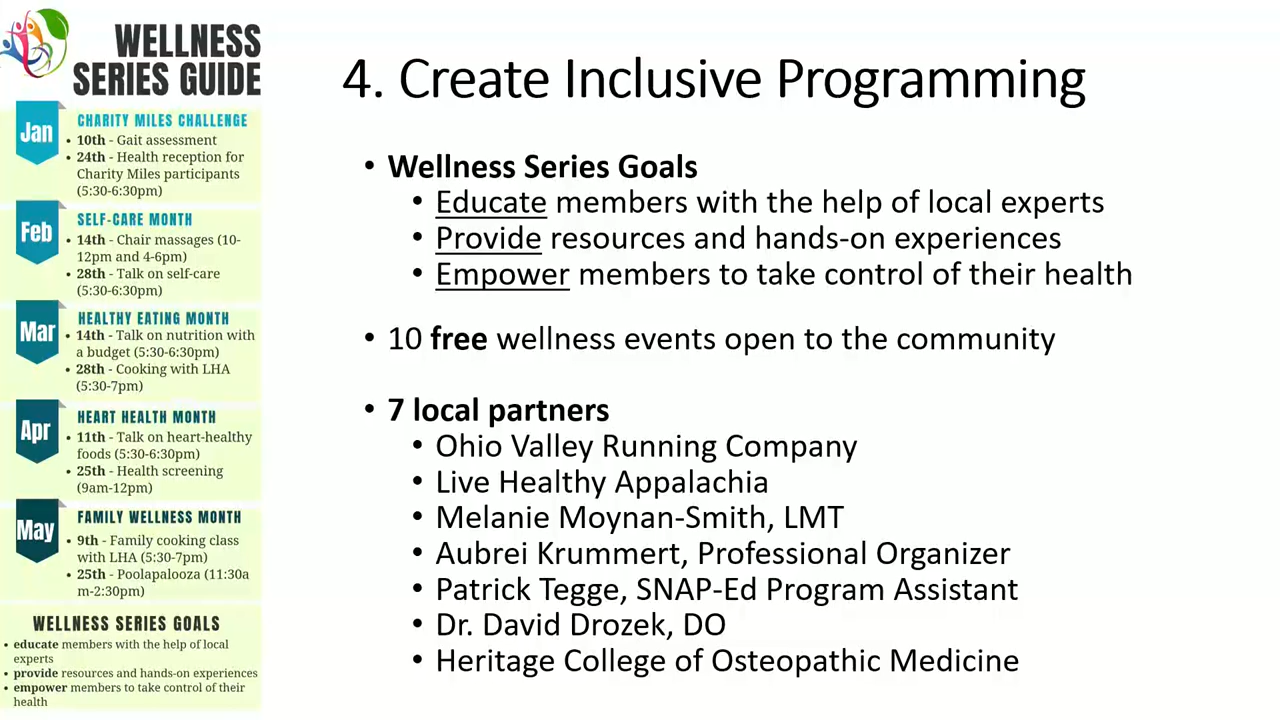 WELLNESS
SERIES GUIDE
Jan
CHARITY MILES CHALLENGE
• 10th - Gait assessment
• 24th - Health reception for
Charity Miles participants
(5:30-6:30pm)
Feb
SELF-CARE MONTH
• 14th - Chair massages (10-
12pm and 4-6pm)
• 28th - Talk on self-care
(5:30-6:30pm)
Mar
HEALTHY EATING MONTH
• 14th - Talk on nutrition with
a budget (5:30-6:30pm)
• 28th - Cooking with LHA
(5:30-7pm)
Apr
HEART HEALTH MONTH
• 11th - Talk on heart-healthy
foods (5:30-6:30pm)
• 25th - Health screening
(9am-12pm)
May
FAMILY WELLNESS MONTH
• 9th - Family cooking class
with LHA (5:30-7pm)
• 25th - Poolapalooza (11:30a
m-2:30pm)
WELLNESS SERIES GOALS
• educate members with the help of local
experts
• provide resources and hands-on experiences
• empower members to take control of their
health
4. Create Inclusive Programming
• Wellness Series Goals
• Educate members with the help of local experts
• Provide resources and hands-on experiences
• Empower members to take control of their health
• 10 free wellness events open to the community
• 7 local partners
• Ohio Valley Running Company
• Live Healthy Appalachia
• Melanie Moynan-Smith, LMT
• Aubrei Krummert, Professional Organizer
• Patrick Tegge, SNAP-Ed Program Assistant
• Dr. David Drozek, DO
• Heritage College of Osteopathic Medicine